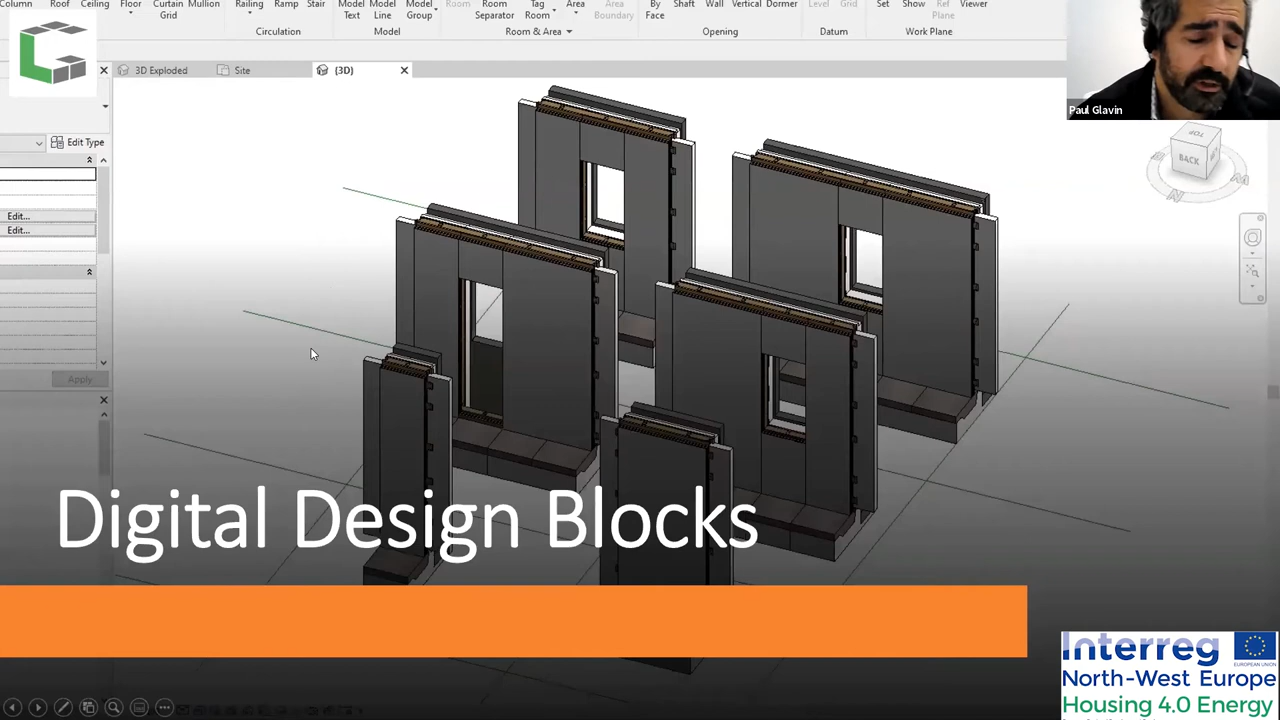 Column Roof Ceiling Floor Curtain Grid Mullion Railing Ramp Stair Model Text Model Line Model Group Room Room Separator Tag Room Area Area Boundary By Face Shaft Wall Vertical Dormer Level Grid Set Show Ref Plane Viewer
Circulation Model Room & Area Opening Datum Work Plane
3D Exploded Site (3D)
Paul Glavin
Edit Type
TOP
BACK
Edit...
Edit...
Apply
Digital Design Blocks
Interreg
EUROPEAN UNION
North-West Europe
Housing 4.0 Energy